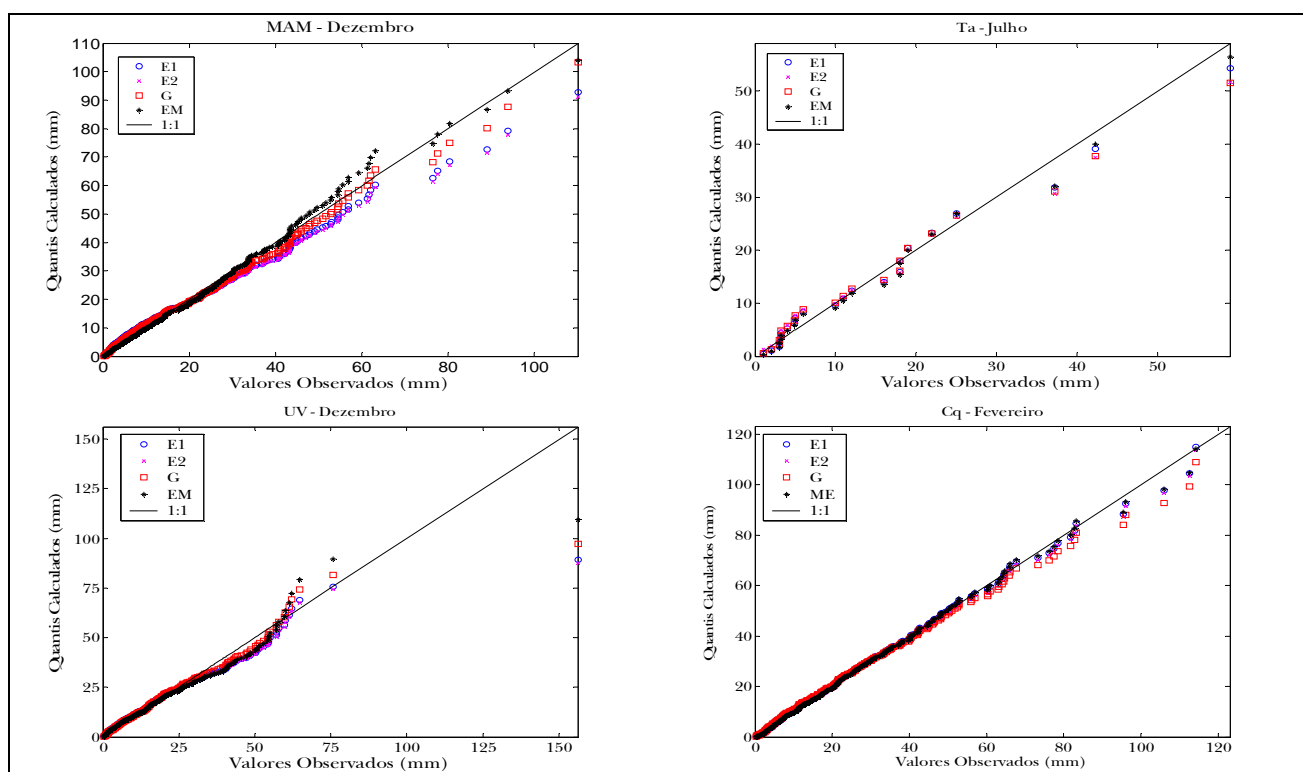 MAM - Dezembro
110
100
90
80
70
60
50
40
30
20
10
0
0 20 40 60 80 100
Quantis Calculados (mm)
Valores Observados (mm)
E1
E2
G
EM
1:1
Ta - Julho
50
40
30
20
10
0
10 20 30 40 50
Quantis Calculados (mm)
Valores Observados (mm)
E1
E2
G
EM
1:1
UV - Dezembro
150
125
100
75
50
25
0
0 25 50 75 100 125 150
Quantis Calculados (mm)
Valores Observados (mm)
E1
E2
G
EM
1:1
Cq - Fevereiro
120
100
80
60
40
20
0
0 20 40 60 80 100 120
Quantis Calculados (mm)
Valores Observados (mm)
E1
E2
G
ME
1:1